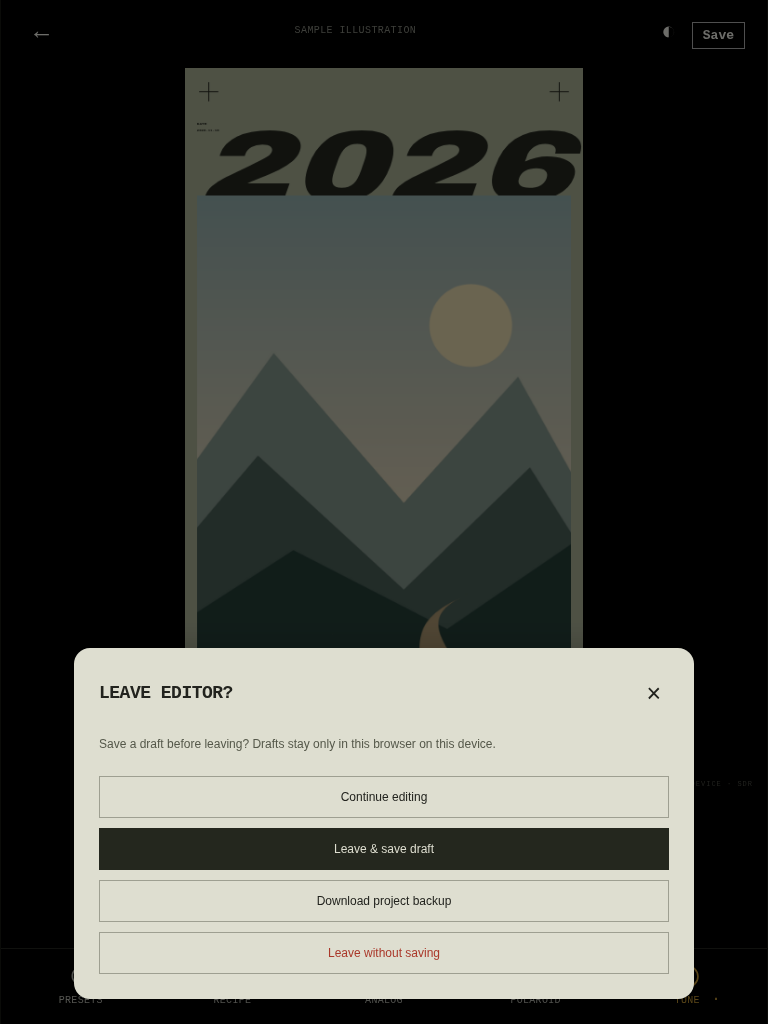 ←
SAMPLE ILLUSTRATION
Save
2026
LEAVE EDITOR?
×
Save a draft before leaving? Drafts stay only in this browser on this device.
Continue editing
Leave & save draft
Download project backup
Leave without saving
PRESETS
RECIPE
ANALOG
POLAROID
TUNE